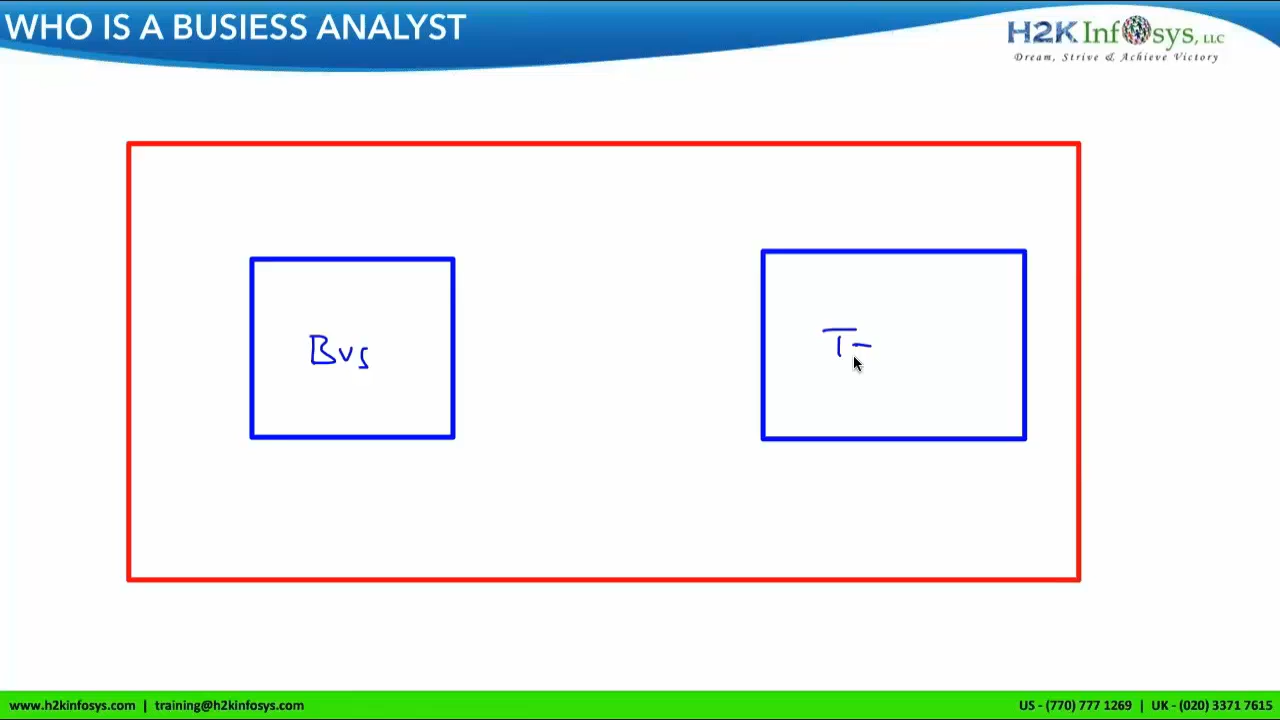 WHO IS A BUSIESS ANALYST
H2K Infosys, LLC
Dream, Strive & Achieve Victory
Bus
T-
www.h2kinfosys.com | training@h2kinfosys.com
US - (770) 777 1269 | UK - (020) 3371 7615